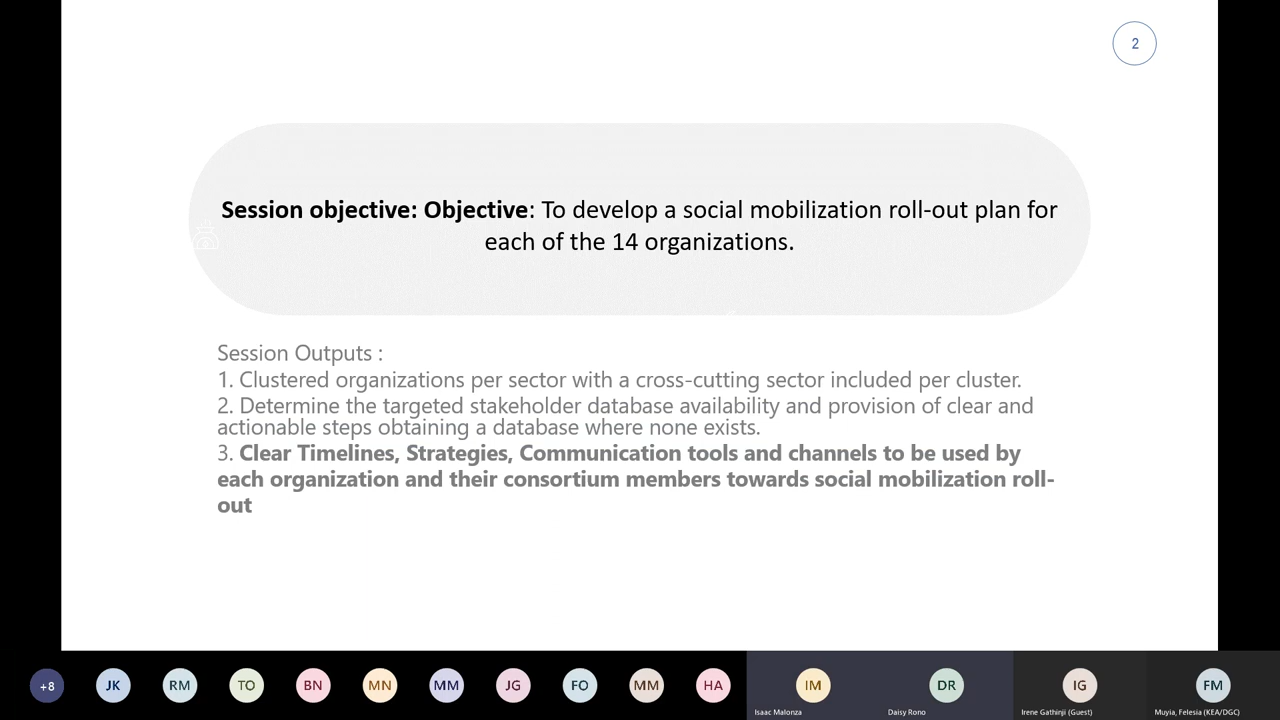 2
Session objective: Objective: To develop a social mobilization roll-out plan for
each of the 14 organizations.
Session Outputs :
1. Clustered organizations per sector with a cross-cutting sector included per cluster.
2. Determine the targeted stakeholder database availability and provision of clear and
actionable steps obtaining a database where none exists.
3. Clear Timelines, Strategies, Communication tools and channels to be used by
each organization and their consortium members towards social mobilization roll-
out
+8 JK RM TO BN MN MM JG FO MM HA IM DR IG FM
Isaac Malonza Daisy Rono Irene Gathinji (Guest) Muyia, Felesia (KEA/DGC)